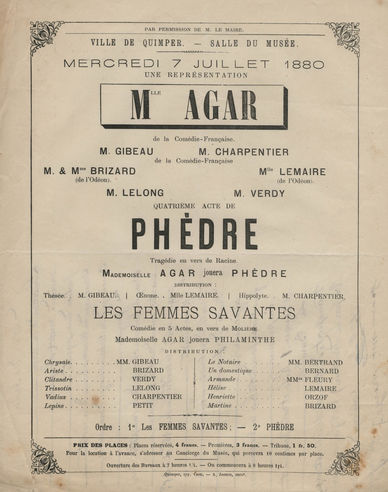 PAR PERMISSION DE M. LE MAIRE.
VILLE DE QUIMPER. — SALLE DU MUSÉE.
MERCREDI 7 JUILLET 1880
UNE REPRÉSENTATION
MLLE AGAR
de la Comédie-Française.
M. GIBEAU M. CHARPENTIER
de la Comédie-Française
M. & Mme BRIZARD Mlle LEMAIRE
(de l'Odéon). (de l'Odéon).
M. LELONG M. VERDY
QUATRIÈME ACTE DE
PHÈDRE
Tragédie en vers de Racine
MADEMOISELLE AGAR jouera PHÈDRE
DISTRIBUTION :
Thésée. . M. GIBEAU. | Œnone. . Mlle LEMAIRE. | Hippolyte. . M. CHARPENTIER.
LES FEMMES SAVANTES
Comédie en 5 Actes, en vers de MOLIÈRE
Mademoiselle AGAR jouera PHILAMINTHE
DISTRIBUTION :
Chrysale. MM. GIBEAU Le Notaire MM. BERTRAND
Ariste BRIZARD Un domestique BERNARD
Clitandre VERDY Armande Mmes FLEURY
Trissotin LELONG Hélise LEMAIRE
Vadius CHARPENTIER Henriette ORZOF
Lepine PETIT Martine BRIZARD
Ordre : 1° LES FEMMES SAVANTES; — 2° PHÈDRE
PRIX DES PLACES : Places réservées, 4 francs. — Premières, 3 francs. — Tribune, 1 fr. 50.
Pour la location à l'avance, s'adresser au Concierge du Musée, qui percevra 10 centimes par place.
Ouverture des Bureaux à 7 heures 1/2. — On commencera à 8 heures 1/2.
Quimper, typ.